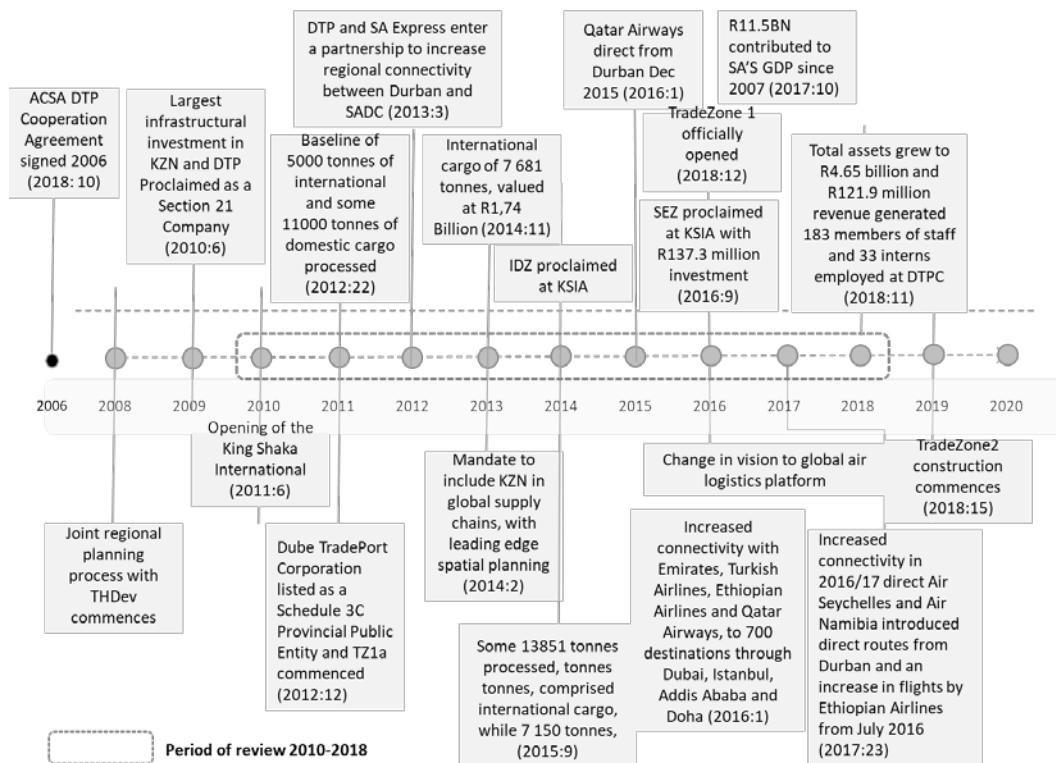 ACSA DTP
Cooperation
Agreement
signed 2006
(2018: 10)
Largest
infrastructural
investment in
KZN and DTP
Proclaimed as a
Section 21
Company
(2010:6)
DTP and SA Express enter
a partnership to increase
regional connectivity
between Durban and
SADC (2013:3)
Baseline of
5000 tonnes of
international
and some
11000 tonnes of
domestic cargo
processed
(2012:22)
International
cargo of 7 681
tonnes, valued
at R1,74
Billion (2014:11)
IDZ proclaimed
at KSIA
Qatar Airways
direct from
Durban Dec
2015 (2016:1)
R11.5BN
contributed to
SA'S GDP since
2007 (2017:10)
TradeZone 1
officially
opened
(2018:12)
SEZ proclaimed
at KSIA with
R137.3 million
investment
(2016:9)
Total assets grew to
R4.65 billion and
R121.9 million
revenue generated
183 members of staff
and 33 interns
employed at DTPC
(2018:11)
2006
2008
2009
2010
2011
2012
2013
2014
2015
2016
2017
2018
2019
2020
Joint regional
planning
process with
THDev
commences
Opening of the
King Shaka
International
(2011:6)
Dube TradePort
Corporation
listed as a
Schedule 3C
Provincial Public
Entity and TZ1a
commenced
(2012:12)
Mandate to
include KZN in
global supply
chains, with
leading edge
spatial planning
(2014:2)
Some 13851 tonnes
processed, tonnes
tonnes, comprised
international cargo,
while 7 150 tonnes,
(2015:9)
Change in vision to global air
logistics platform
Increased
connectivity with
Emirates, Turkish
Airlines, Ethiopian
Airlines and Qatar
Airways, to 700
destinations through
Dubai, Istanbul,
Addis Ababa and
Doha (2016:1)
TradeZone2
construction
commences
(2018:15)
Increased
connectivity in
2016/17 direct Air
Seychelles and Air
Namibia introduced
direct routes from
Durban and an
increase in flights by
Ethiopian Airlines
from July 2016
(2017:23)
Period of review 2010-2018